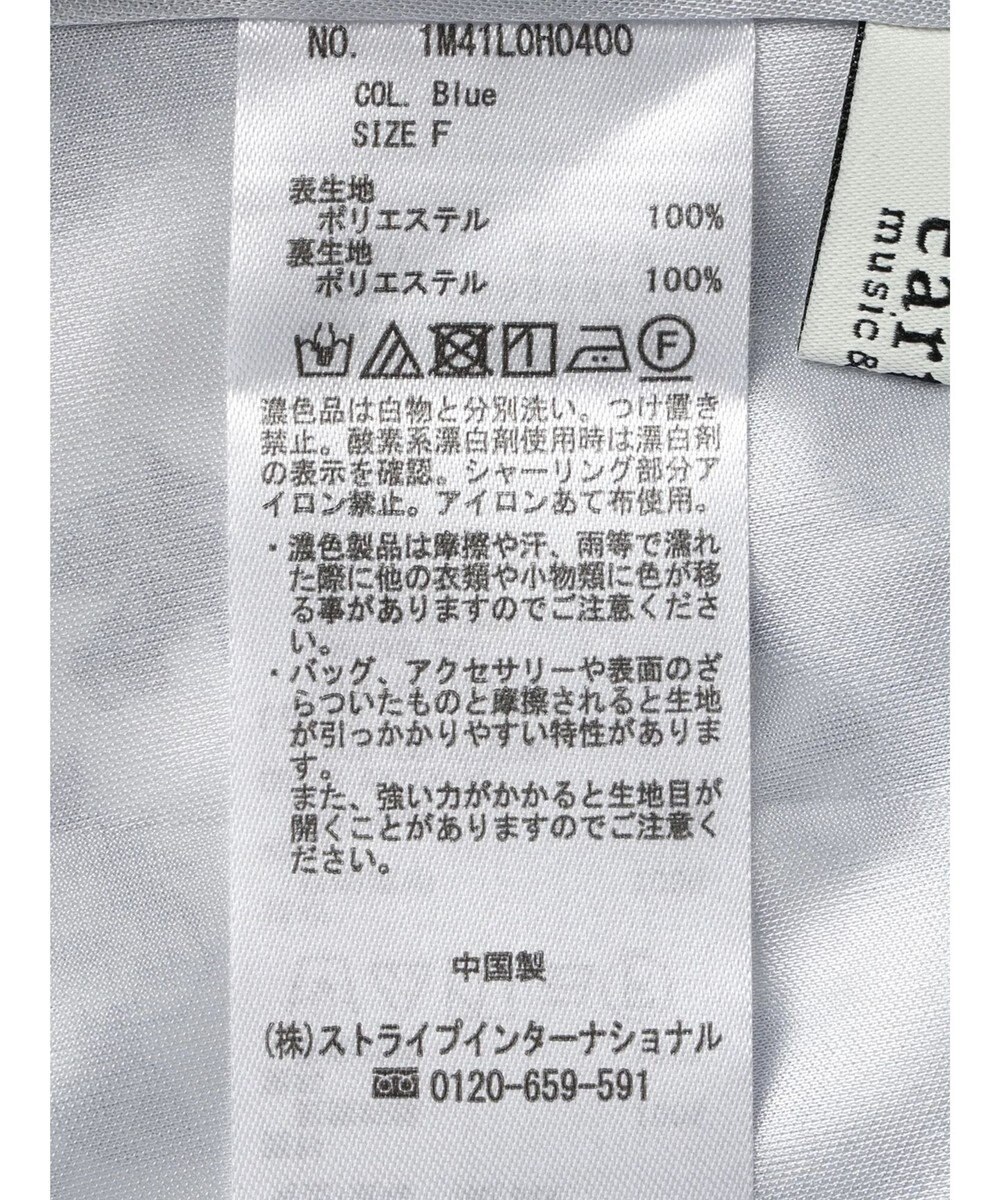 NO. 1M41L0H0400
COL. Blue
SIZE F
表生地
ポリエステル 100%
裏生地
ポリエステル 100%
F
濃色品は白物と分別洗い。つけ置き
禁止。酸素系漂白剤使用時は漂白剤
の表示を確認。シャーリング部分ア
イロン禁止。アイロンあて布使用。
・濃色製品は摩擦や汗、雨等で濡れ
た際に他の衣類や小物類に色が移
る事がありますのでご注意くださ
い。
・バッグ、アクセサリーや表面のざ
らついたものと摩擦されると生地
が引っかかりやすい特性がありま
す。
また、強い力がかかると生地目が
開くことがありますのでご注意く
ださい。
中国製
(株)ストライプインターナショナル
0120-659-591
ear
music &